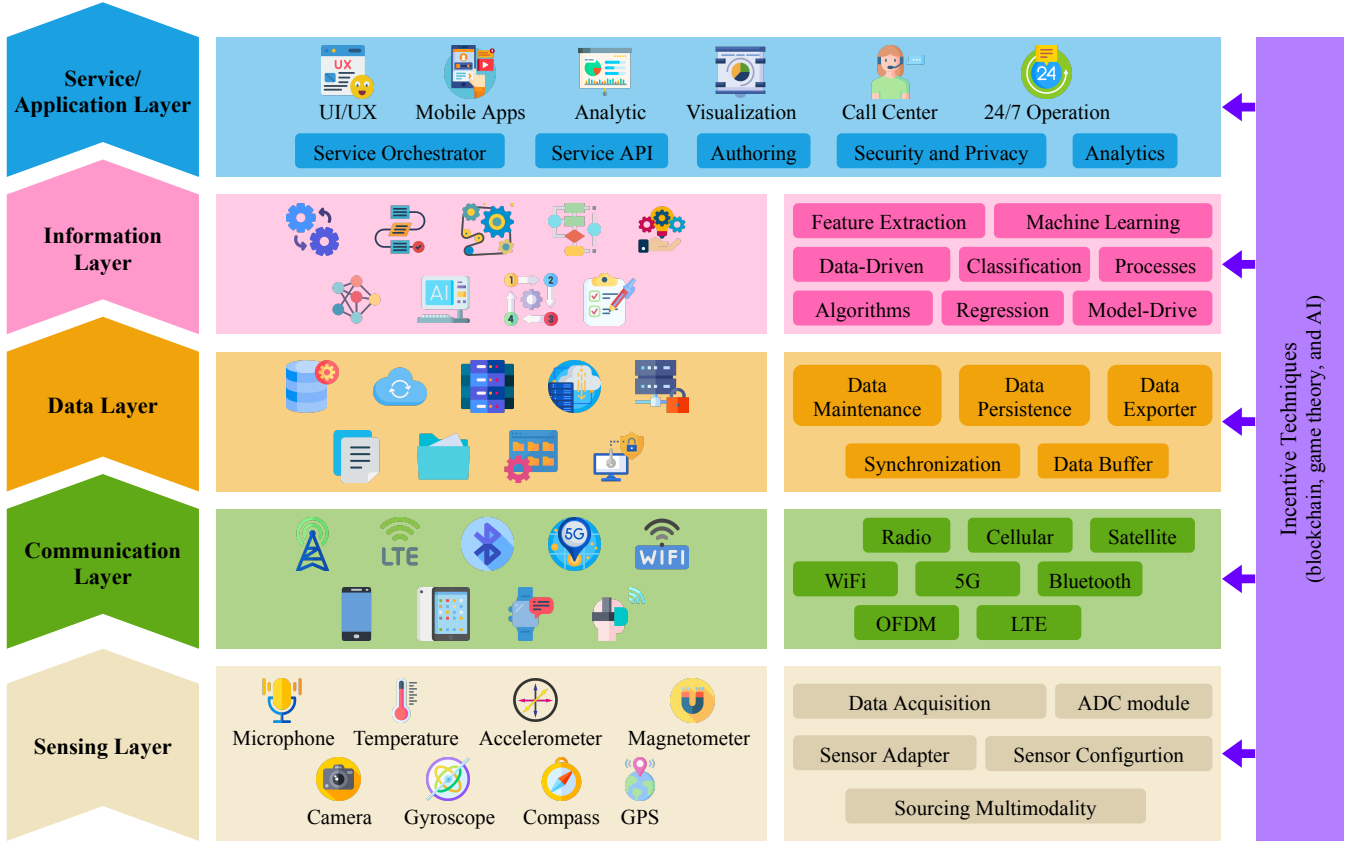 Service/
Application Layer
UX
24
UI/UX Mobile Apps Analytic Visualization Call Center 24/7 Operation
Service Orchestrator Service API Authoring Security and Privacy Analytics
Information
Layer
AI
1 2
4 3
Feature Extraction Machine Learning
Data-Driven Classification Processes
Algorithms Regression Model-Drive
Data Layer
Data
Maintenance
Data
Persistence
Data
Exporter
Synchronization Data Buffer
Communication
Layer
LTE
5G
WIFI
Radio Cellular Satellite
WiFi 5G Bluetooth
OFDM LTE
Sensing Layer
Microphone Temperature Accelerometer Magnetometer
Camera Gyroscope Compass GPS
Data Acquisition ADC module
Sensor Adapter Sensor Configurtion
Sourcing Multimodality
Incentive Techniques
(blockchain, game theory, and AI)